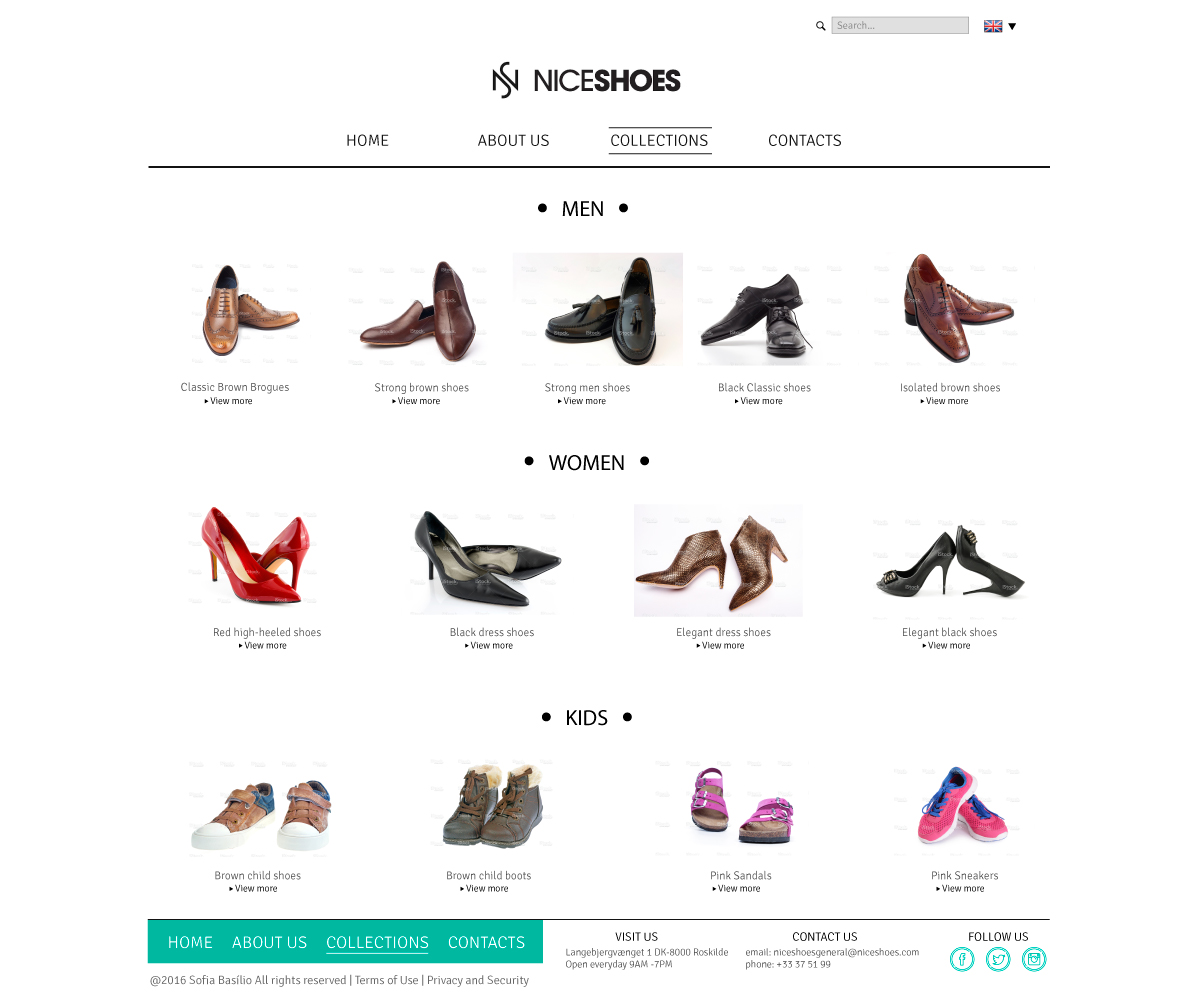 Search...
NICESHOES
HOME ABOUT US COLLECTIONS CONTACTS
• MEN •
Classic Brown Brogues
View more
Strong brown shoes
View more
Strong men shoes
View more
Black Classic shoes
View more
Isolated brown shoes
View more
• WOMEN •
Red high-heeled shoes
View more
Black dress shoes
View more
Elegant dress shoes
View more
Elegant black shoes
View more
• KIDS •
Brown child shoes
View more
Brown child boots
View more
Pink Sandals
View more
Pink Sneakers
View more
HOME ABOUT US COLLECTIONS CONTACTS
@2016 Sofia Basílio All rights reserved | Terms of Use | Privacy and Security
VISIT US
Langebjergvænget 1 DK-8000 Roskilde
Open everyday 9AM -7PM
CONTACT US
email: niceshoesgeneral@niceshoes.com
phone: +33 37 51 99
FOLLOW US